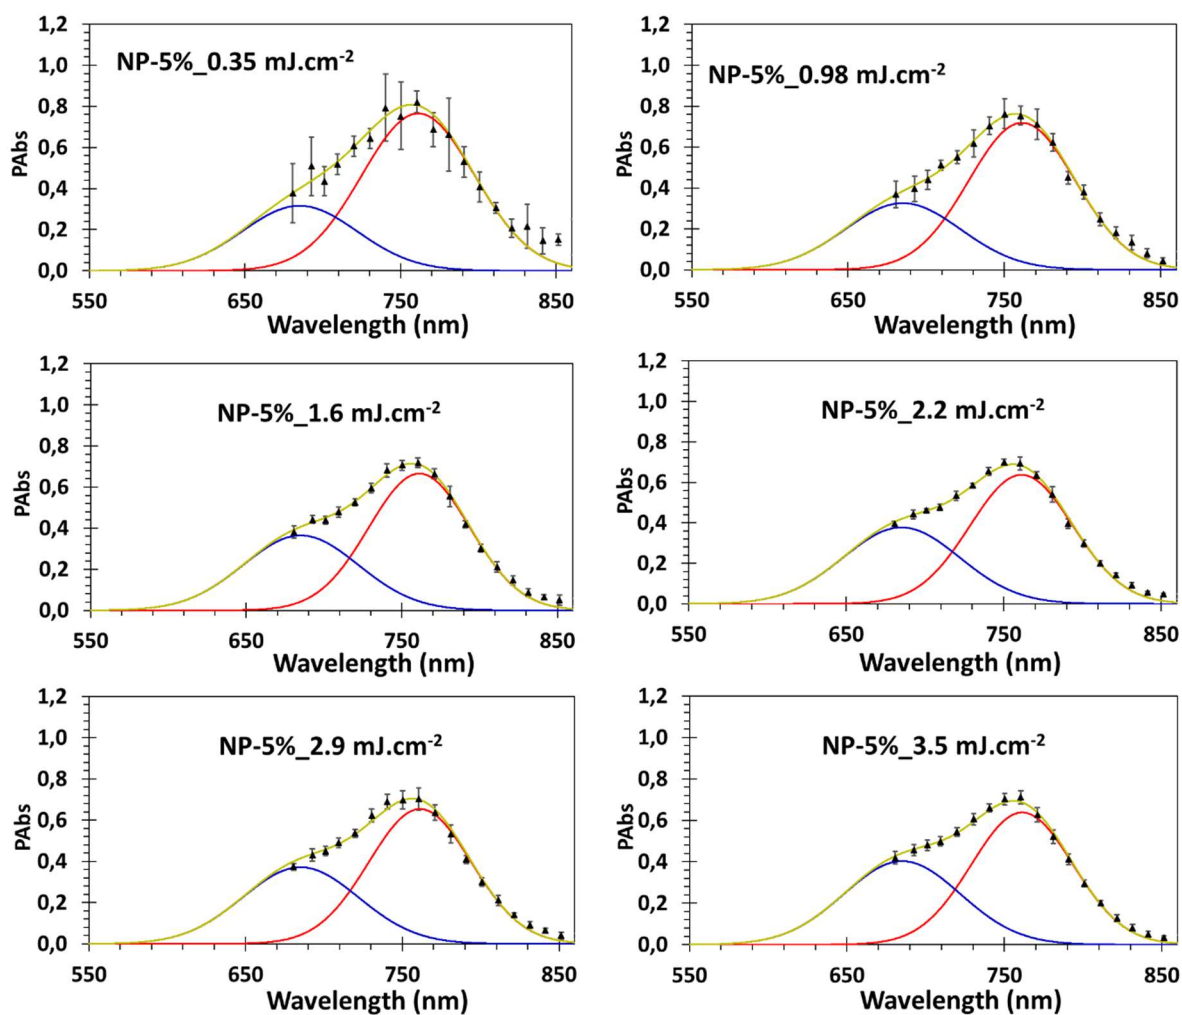 1,2
1,0
0,8
0,6
0,4
0,2
0,0
PAbs
NP-5%_0.35 mJ.cm-2
550 650 750 850
Wavelength (nm)
1,2
1,0
0,8
0,6
0,4
0,2
0,0
PAbs
NP-5%_0.98 mJ.cm-2
550 650 750 850
Wavelength (nm)
1,2
1,0
0,8
0,6
0,4
0,2
0,0
PAbs
NP-5%_1.6 mJ.cm-2
550 650 750 850
Wavelength (nm)
1,2
1,0
0,8
0,6
0,4
0,2
0,0
PAbs
NP-5%_2.2 mJ.cm-2
550 650 750 850
Wavelength (nm)
1,2
1,0
0,8
0,6
0,4
0,2
0,0
PAbs
NP-5%_2.9 mJ.cm-2
550 650 750 850
Wavelength (nm)
1,2
1,0
0,8
0,6
0,4
0,2
0,0
PAbs
NP-5%_3.5 mJ.cm-2
550 650 750 850
Wavelength (nm)